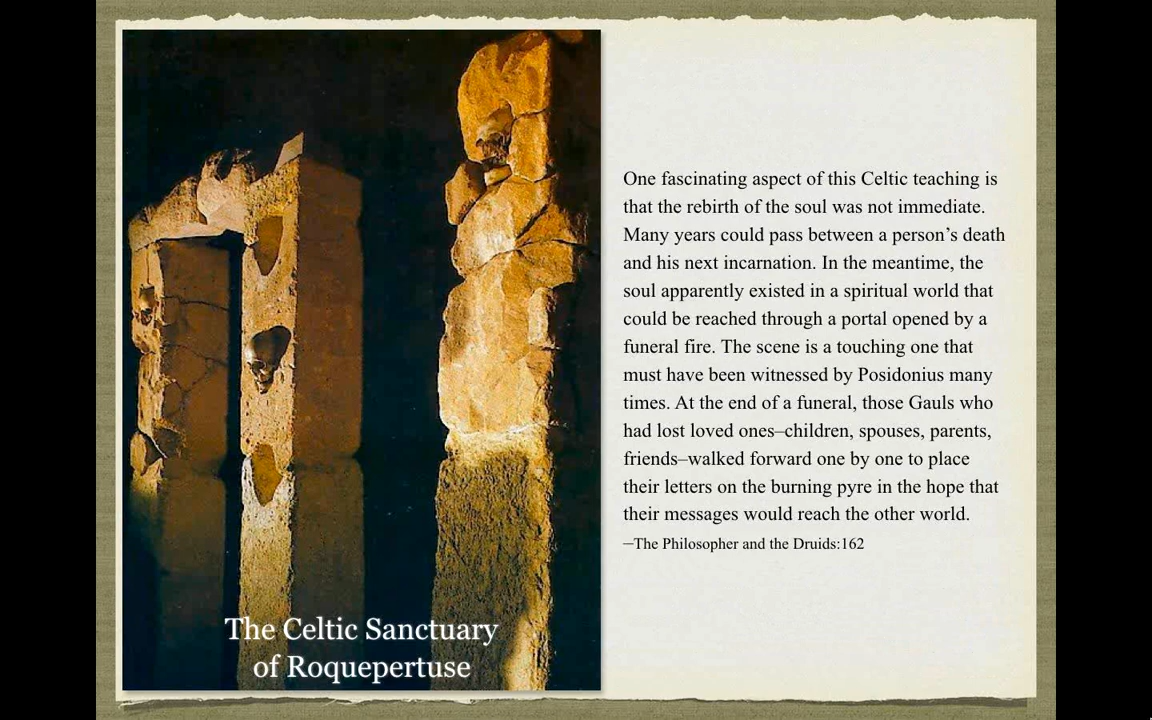 The Celtic Sanctuary
of Roquepertuse
One fascinating aspect of this Celtic teaching is
that the rebirth of the soul was not immediate.
Many years could pass between a person’s death
and his next incarnation. In the meantime, the
soul apparently existed in a spiritual world that
could be reached through a portal opened by a
funeral fire. The scene is a touching one that
must have been witnessed by Posidonius many
times. At the end of a funeral, those Gauls who
had lost loved ones–children, spouses, parents,
friends–walked forward one by one to place
their letters on the burning pyre in the hope that
their messages would reach the other world.
–The Philosopher and the Druids:162